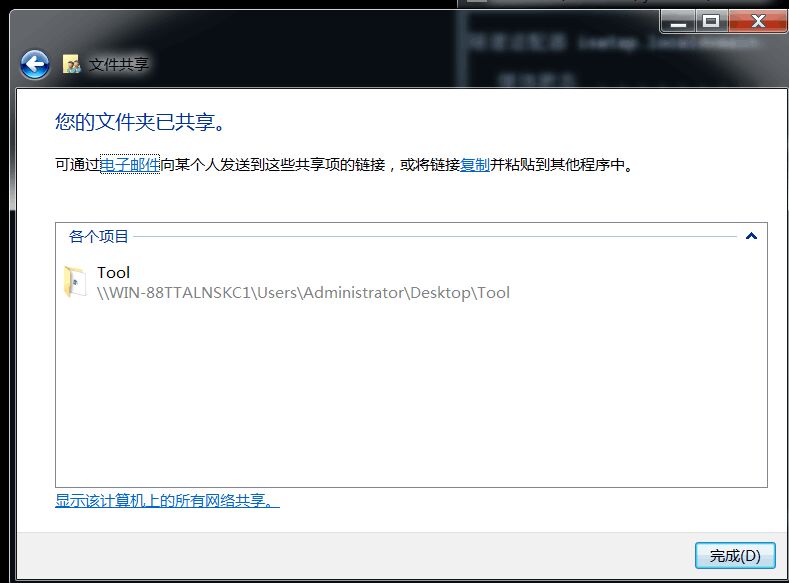 文件共享
您的文件夹已共享。
可通过电子邮件向某个人发送到这些共享项的链接，或将链接复制并粘贴到其他程序中。
各个项目
Tool
\\WIN-88TTALNSKC1\Users\Administrator\Desktop\Tool
显示该计算机上的所有网络共享。
完成(D)